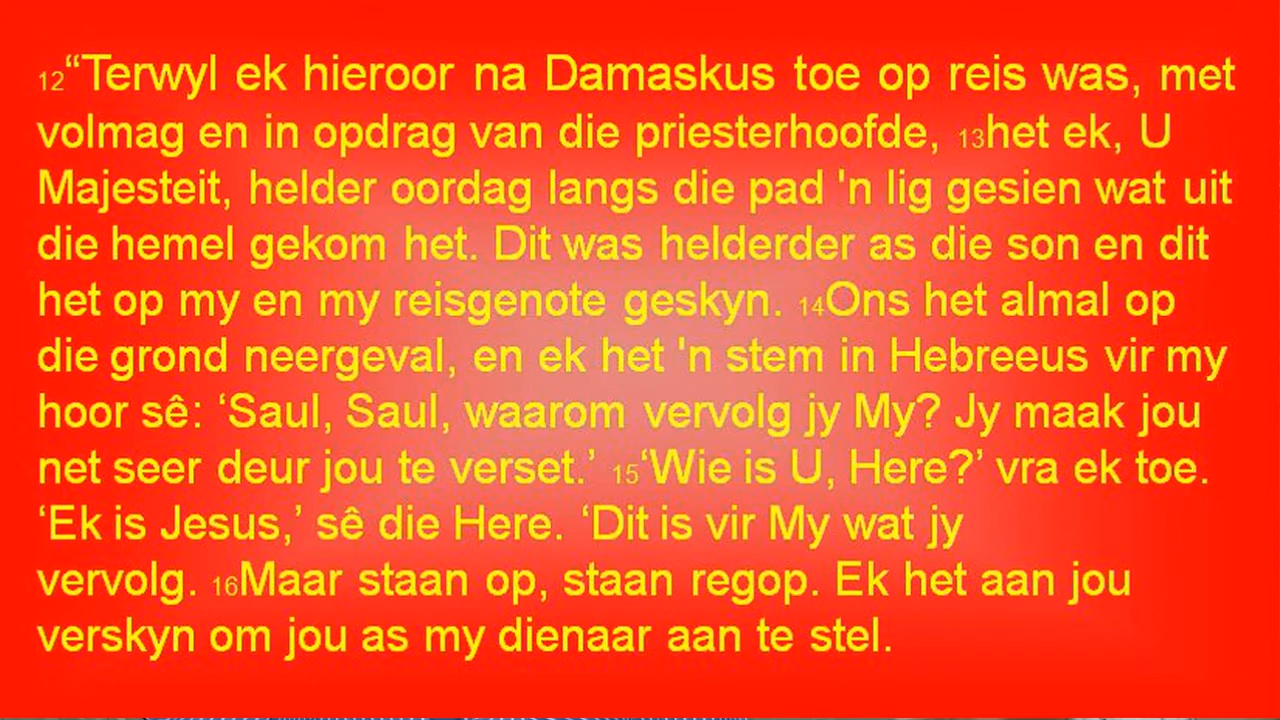 12“Terwyl ek hieroor na Damaskus toe op reis was, met
volmag en in opdrag van die priesterhoofde, 13het ek, U
Majesteit, helder oordag langs die pad 'n lig gesien wat uit
die hemel gekom het. Dit was helderder as die son en dit
het op my en my reisgenote geskyn. 14Ons het almal op
die grond neergeval, en ek het 'n stem in Hebreeus vir my
hoor sê: ‘Saul, Saul, waarom vervolg jy My? Jy maak jou
net seer deur jou te verset.’ 15‘Wie is U, Here?’ vra ek toe.
‘Ek is Jesus,’ sê die Here. ‘Dit is vir My wat jy
vervolg. 16Maar staan op, staan regop. Ek het aan jou
verskyn om jou as my dienaar aan te stel.